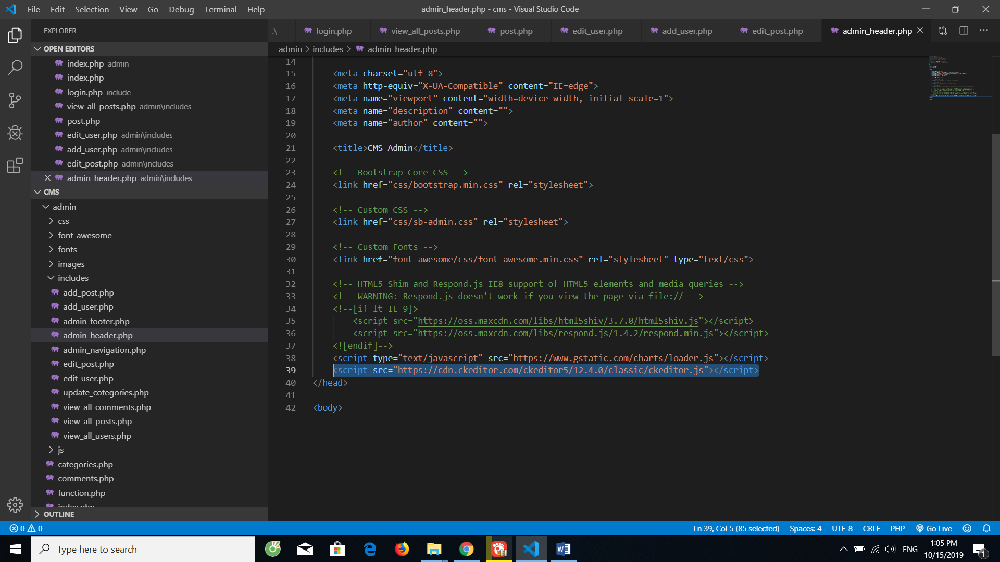 File Edit Selection View Go Debug Terminal Help
admin_header.php - cms - Visual Studio Code
EXPLORER
.\ login.php view_all_posts.php post.php edit_user.php add_user.php edit_post.php admin_header.php
OPEN EDITORS
index.php admin
index.php
login.php include
view_all_posts.php admin\includes
post.php
edit_user.php admin\includes
add_user.php admin\includes
edit_post.php admin\includes
admin_header.php admin\includes
CMS
admin
css
font-awesome
fonts
images
includes
add_post.php
add_user.php
admin_footer.php
admin_header.php
admin_navigation.php
edit_post.php
edit_user.php
update_cotegories.php
view_all_comments.php
view_all_posts.php
view_all_users.php
js
categories.php
comments.php
function.php
index.php
OUTLINE
admin > includes > admin_header.php
14
15 <meta charset="utf-8">
16 <meta http-equiv="X-UA-Compatible" content="IE=edge">
17 <meta name="viewport" content="width=device-width, initial-scale=1">
18 <meta name="description" content="">
19 <meta name="author" content="">
20
21 <title>CMS Admin</title>
22
23 <!-- Bootstrap Core CSS -->
24 <link href="css/bootstrap.min.css" rel="stylesheet">
25
26 <!-- Custom CSS -->
27 <link href="css/sb-admin.css" rel="stylesheet">
28
29 <!-- Custom Fonts -->
30 <link href="font-awesome/css/font-awesome.min.css" rel="stylesheet" type="text/css">
31
32 <!-- HTML5 Shim and Respond.js IE8 support of HTML5 elements and media queries -->
33 <!-- WARNING: Respond.js doesn't work if you view the page via file:// -->
34 <!--[if lt IE 9]>
35 <script src="https://oss.maxcdn.com/libs/html5shiv/3.7.0/html5shiv.js"></script>
36 <script src="https://oss.maxcdn.com/libs/respond.js/1.4.2/respond.min.js"></script>
37 <![endif]-->
38 <script type="text/javascript" src="https://www.gstatic.com/charts/loader.js"></script>
39 <script src="https://cdn.ckeditor.com/ckeditor5/12.4.0/classic/ckeditor.js"></script>
40 </head>
41
42 <body>
0 0
Ln 39, Col 5 (85 selected) Spaces: 4 UTF-8 CRLF PHP Go Live
Type here to search
ENG
1:05 PM
10/15/2019
1